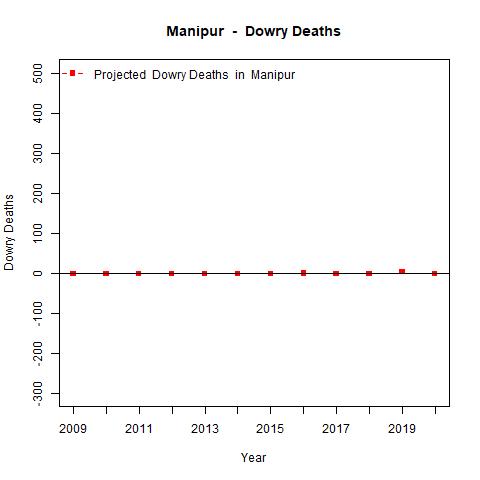 Manipur - Dowry Deaths
Projected Dowry Deaths in Manipur
Dowry Deaths
500
400
300
200
100
0
-100
-200
-300
2009 2011 2013 2015 2017 2019
Year